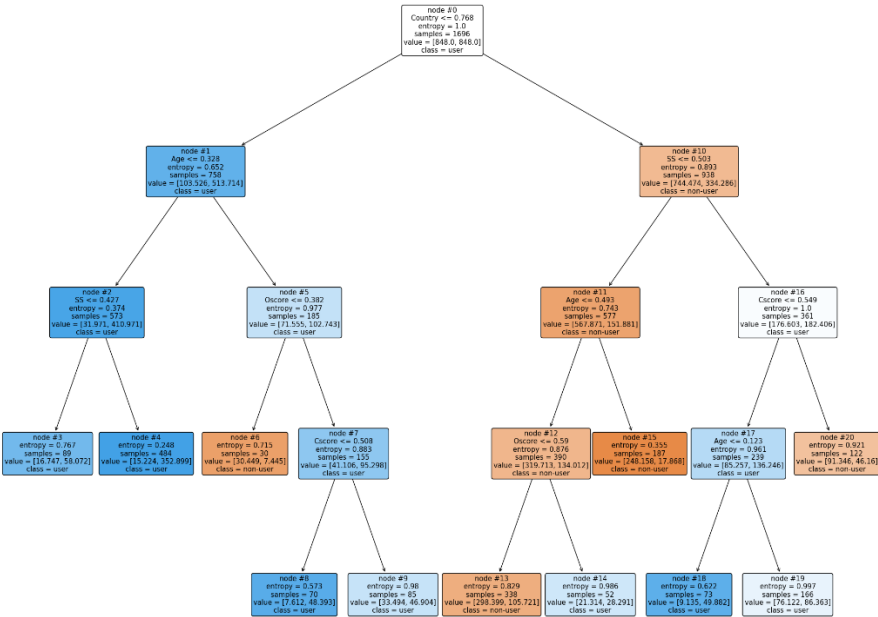 node #0
Country <= 0.768
entropy = 1.0
samples = 1696
value = [848.0, 848.0]
class = user
node #1
Age <= 0.328
entropy = 0.652
samples = 758
value = [103.526, 513.714]
class = user
node #10
SS <= 0.503
entropy = 0.893
samples = 938
value = [744.474, 334.286]
class = non-user
node #2
SS <= 0.427
entropy = 0.374
samples = 573
value = [31.971, 410.971]
class = user
node #5
Oscore <= 0.382
entropy = 0.977
samples = 185
value = [71.555, 102.743]
class = user
node #11
Age <= 0.493
entropy = 0.743
samples = 577
value = [567.871, 151.881]
class = non-user
node #16
Cscore <= 0.549
entropy = 1.0
samples = 361
value = [176.603, 182.406]
class = user
node #3
entropy = 0.767
samples = 89
value = [16.747, 58.072]
class = user
node #4
entropy = 0.248
samples = 484
value = [15.224, 352.899]
class = user
node #6
entropy = 0.715
samples = 30
value = [30.449, 7.445]
class = non-user
node #7
Cscore <= 0.508
entropy = 0.883
samples = 155
value = [41.106, 95.298]
class = user
node #12
Oscore <= 0.59
entropy = 0.876
samples = 390
value = [319.713, 134.012]
class = non-user
node #15
entropy = 0.355
samples = 187
value = [248.158, 17.868]
class = non-user
node #17
Age <= 0.123
entropy = 0.961
samples = 239
value = [85.257, 136.246]
class = user
node #20
entropy = 0.921
samples = 122
value = [91.346, 46.16]
class = non-user
node #8
entropy = 0.573
samples = 70
value = [7.612, 48.393]
class = user
node #9
entropy = 0.98
samples = 85
value = [33.494, 46.904]
class = user
node #13
entropy = 0.829
samples = 338
value = [298.399, 105.721]
class = non-user
node #14
entropy = 0.986
samples = 52
value = [21.314, 28.291]
class = user
node #18
entropy = 0.622
samples = 73
value = [9.135, 49.882]
class = user
node #19
entropy = 0.997
samples = 166
value = [76.122, 86.363]
class = user